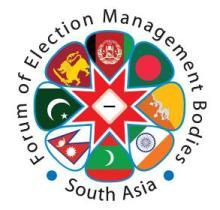 Forum of Election Management Bodies
South Asia